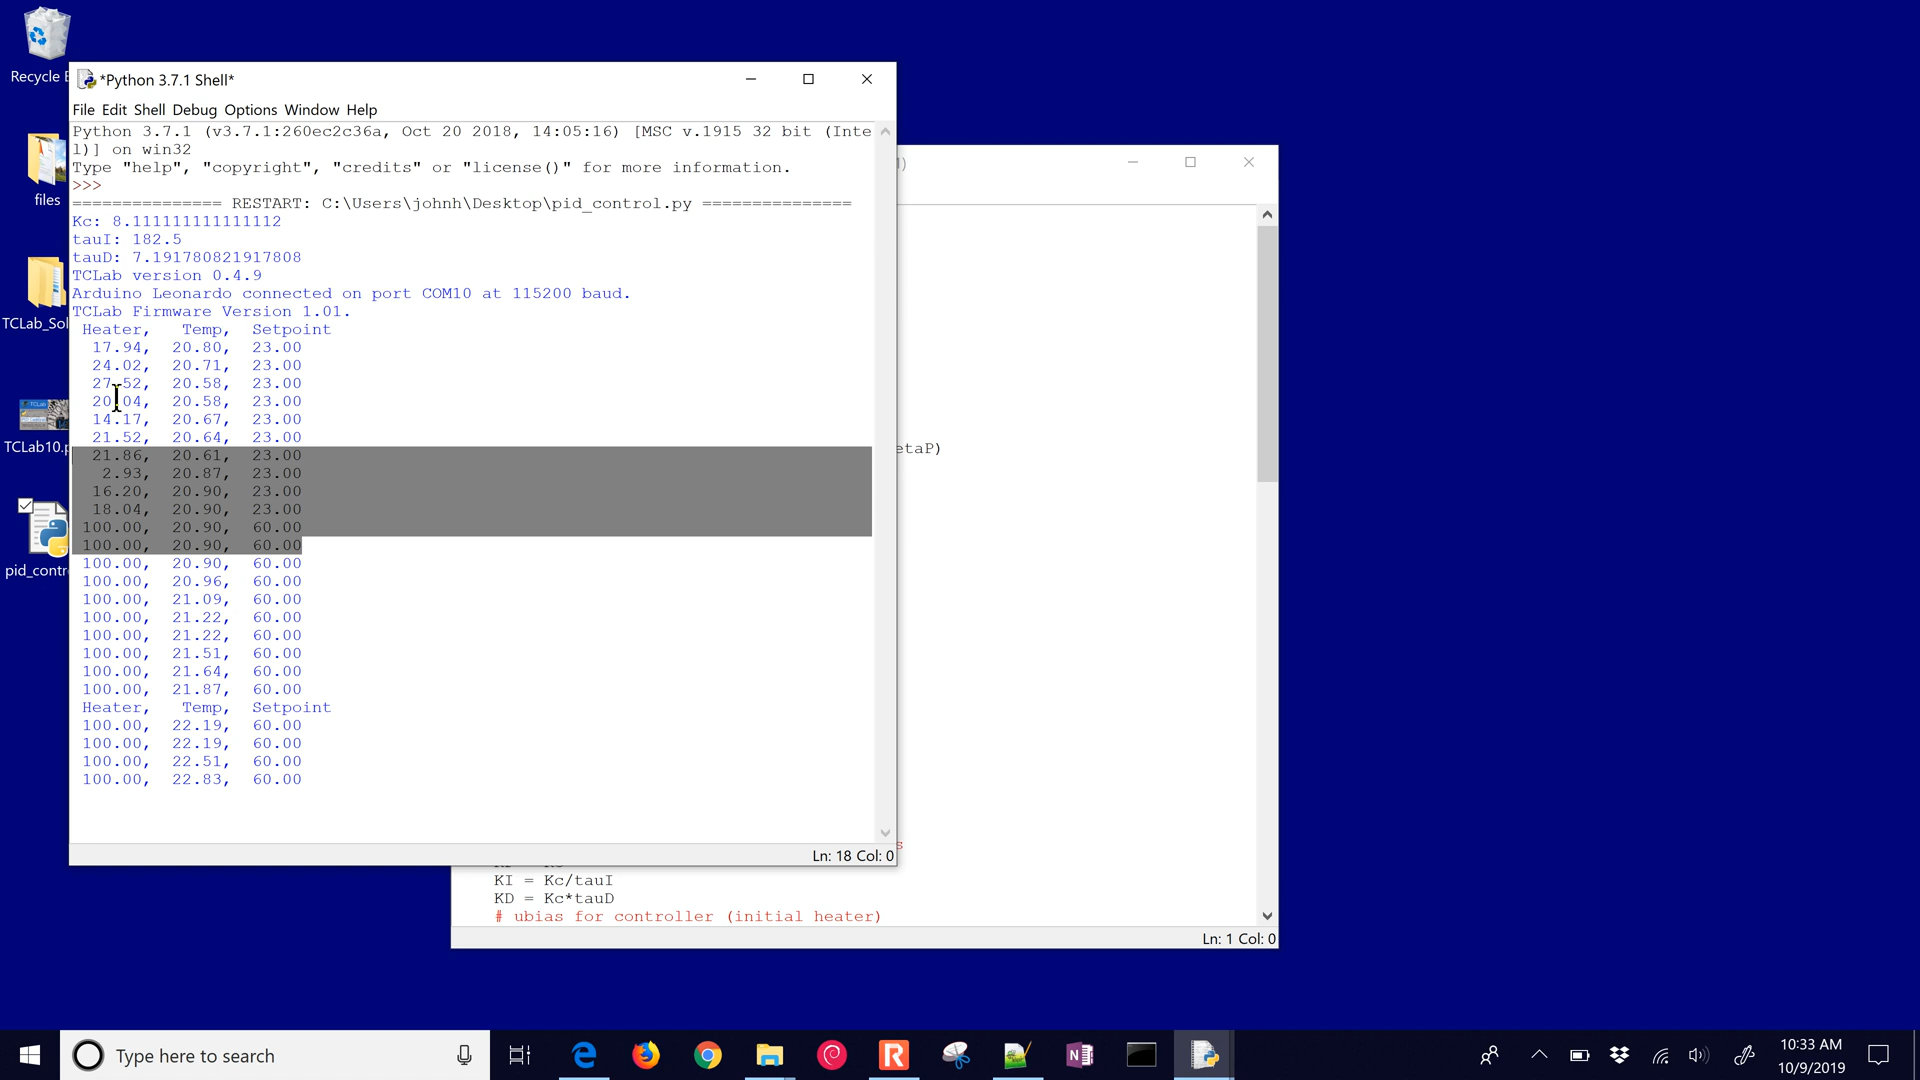 Recycle B
files
TCLab_Sol
TCLab10.p
pid_contr
*Python 3.7.1 Shell*
File Edit Shell Debug Options Window Help
Python 3.7.1 (v3.7.1:260ec2c36a, Oct 20 2018, 14:05:16) [MSC v.1915 32 bit (Inte
l)] on win32
Type "help", "copyright", "credits" or "license()" for more information.
>>>
=============== RESTART: C:\Users\johnh\Desktop\pid_control.py ===============
Kc: 8.111111111111112
tauI: 182.5
tauD: 7.191780821917808
TCLab version 0.4.9
Arduino Leonardo connected on port COM10 at 115200 baud.
TCLab Firmware Version 1.01.
Heater, Temp, Setpoint
17.94, 20.80, 23.00
24.02, 20.71, 23.00
27.52, 20.58, 23.00
20.04, 20.58, 23.00
14.17, 20.67, 23.00
21.52, 20.64, 23.00
21.86, 20.61, 23.00
2.93, 20.87, 23.00
16.20, 20.90, 23.00
18.04, 20.90, 23.00
100.00, 20.90, 60.00
100.00, 20.90, 60.00
100.00, 20.90, 60.00
100.00, 20.96, 60.00
100.00, 21.09, 60.00
100.00, 21.22, 60.00
100.00, 21.22, 60.00
100.00, 21.51, 60.00
100.00, 21.64, 60.00
100.00, 21.87, 60.00
Heater, Temp, Setpoint
100.00, 22.19, 60.00
100.00, 22.19, 60.00
100.00, 22.51, 60.00
100.00, 22.83, 60.00
Ln: 18 Col: 0
etaP)
s
KI = Kc/tauI
KD = Kc*tauD
# ubias for controller (initial heater)
Ln: 1 Col: 0
Type here to search
10:33 AM
10/9/2019